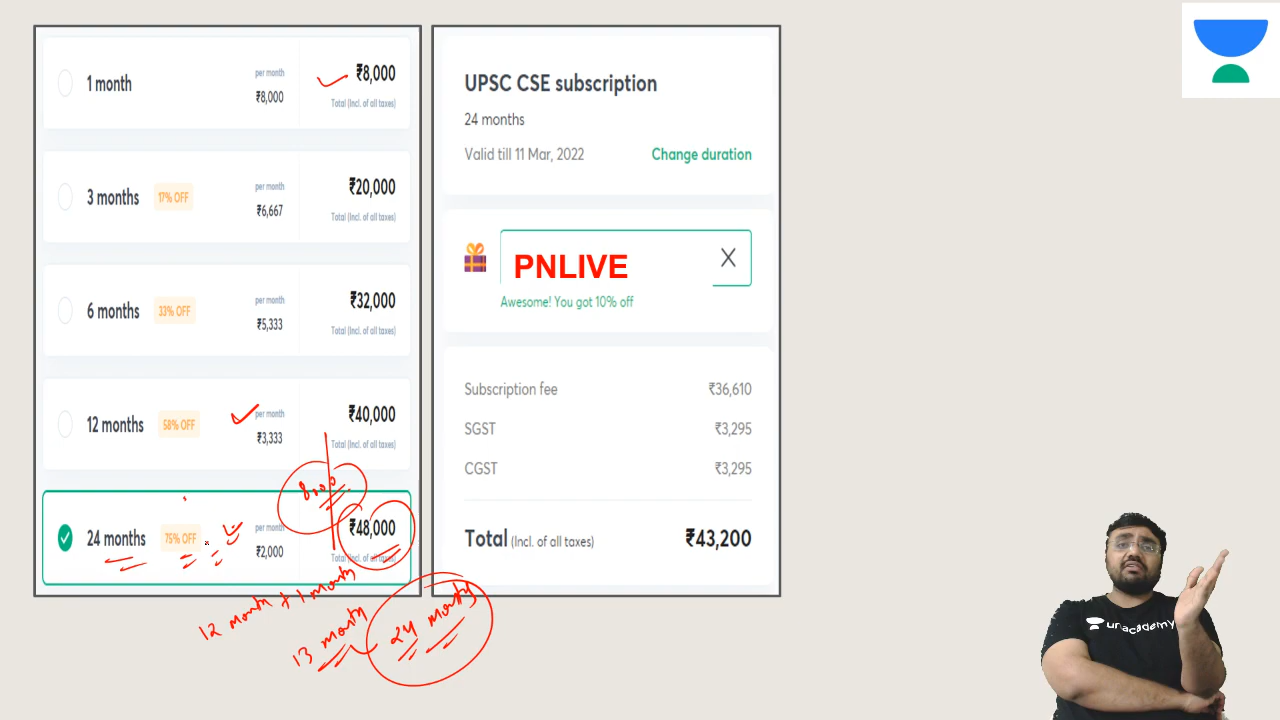 1 month
per month
₹8,000
₹8,000
Total (Incl. of all taxes)
3 months
17% OFF
per month
₹6,667
₹20,000
Total (Incl. of all taxes)
6 months
33% OFF
per month
₹5,333
₹32,000
Total (Incl. of all taxes)
12 months
58% OFF
per month
₹3,333
₹40,000
Total (Incl. of all taxes)
8000
24 months
75% OFF
per month
₹2,000
₹48,000
Total (Incl. of all taxes)
12 month + 1 month
13 month
24 month
UPSC CSE subscription
24 months
Valid till 11 Mar, 2022
Change duration
PNLIVE
X
Awesome! You got 10% off
Subscription fee
₹36,610
SGST
₹3,295
CGST
₹3,295
Total (Incl. of all taxes)
₹43,200
unacademy